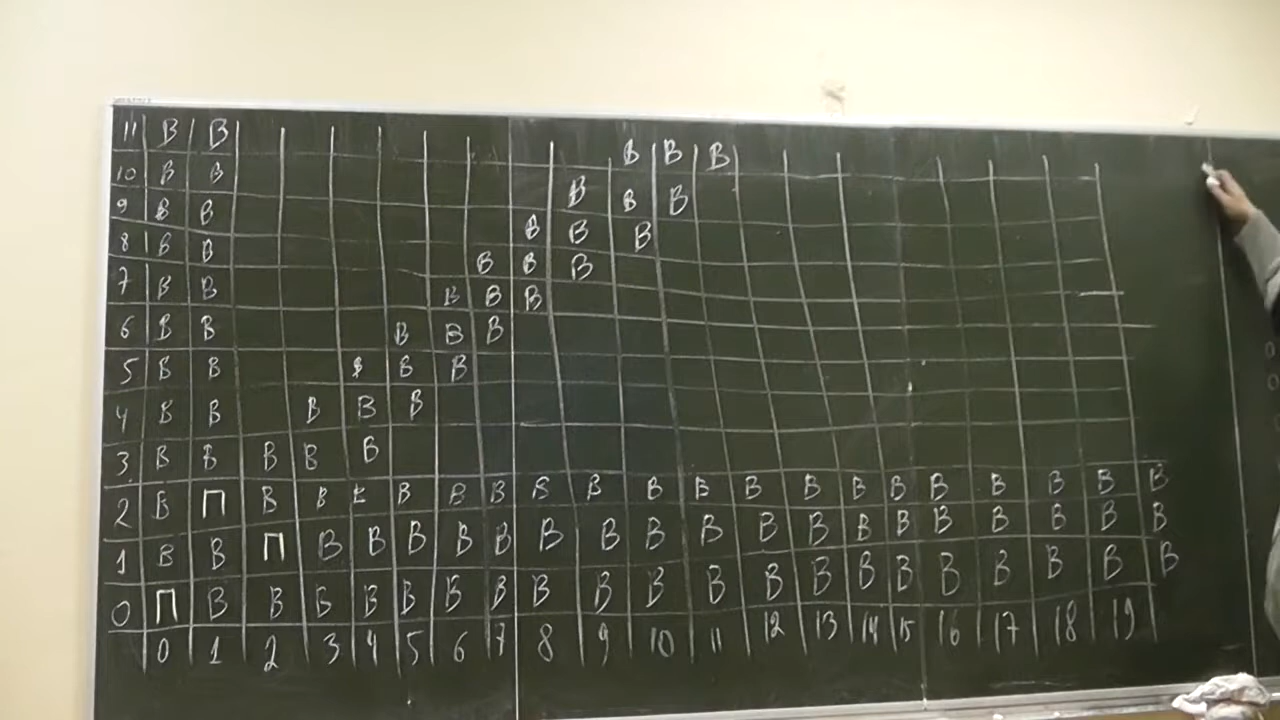 11 В В В В В
10 В В В В В
9 В В В В В
8 В В В В В
7 В В В В В
6 В В В В В
5 В В В В В
4 В В В В В
3 В В В В В
2 В П В В В В В В В В В В В В В В В В В В В
1 В В П В В В В В В В В В В В В В В В В В В
0 П В В В В В В В В В В В В В В В В В В В В
0 1 2 3 4 5 6 7 8 9 10 11 12 13 14 15 16 17 18 19